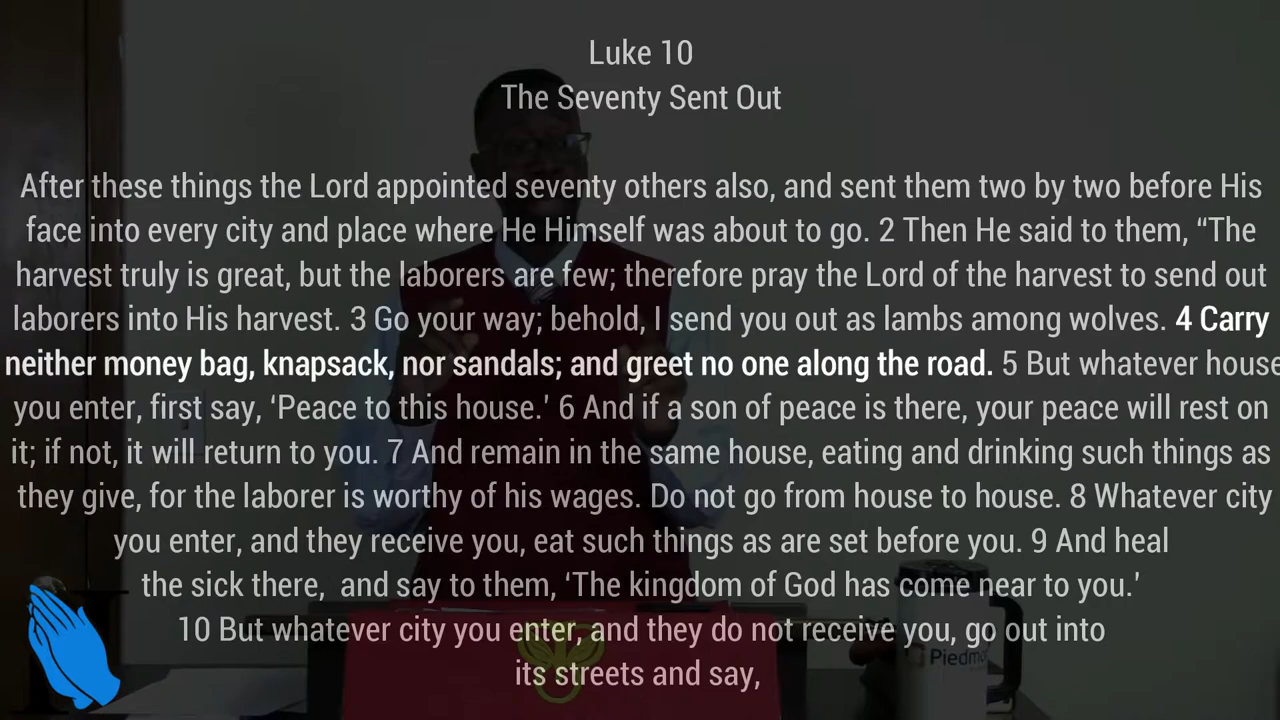 Luke 10
The Seventy Sent Out
After these things the Lord appointed seventy others also, and sent them two by two before His
face into every city and place where He Himself was about to go. 2 Then He said to them, “The
harvest truly is great, but the laborers are few; therefore pray the Lord of the harvest to send out
laborers into His harvest. 3 Go your way; behold, I send you out as lambs among wolves. 4 Carry
neither money bag, knapsack, nor sandals; and greet no one along the road. 5 But whatever house
you enter, first say, ‘Peace to this house.’ 6 And if a son of peace is there, your peace will rest on
it; if not, it will return to you. 7 And remain in the same house, eating and drinking such things as
they give, for the laborer is worthy of his wages. Do not go from house to house. 8 Whatever city
you enter, and they receive you, eat such things as are set before you. 9 And heal
the sick there, and say to them, ‘The kingdom of God has come near to you.’
10 But whatever city you enter, and they do not receive you, go out into
its streets and say,